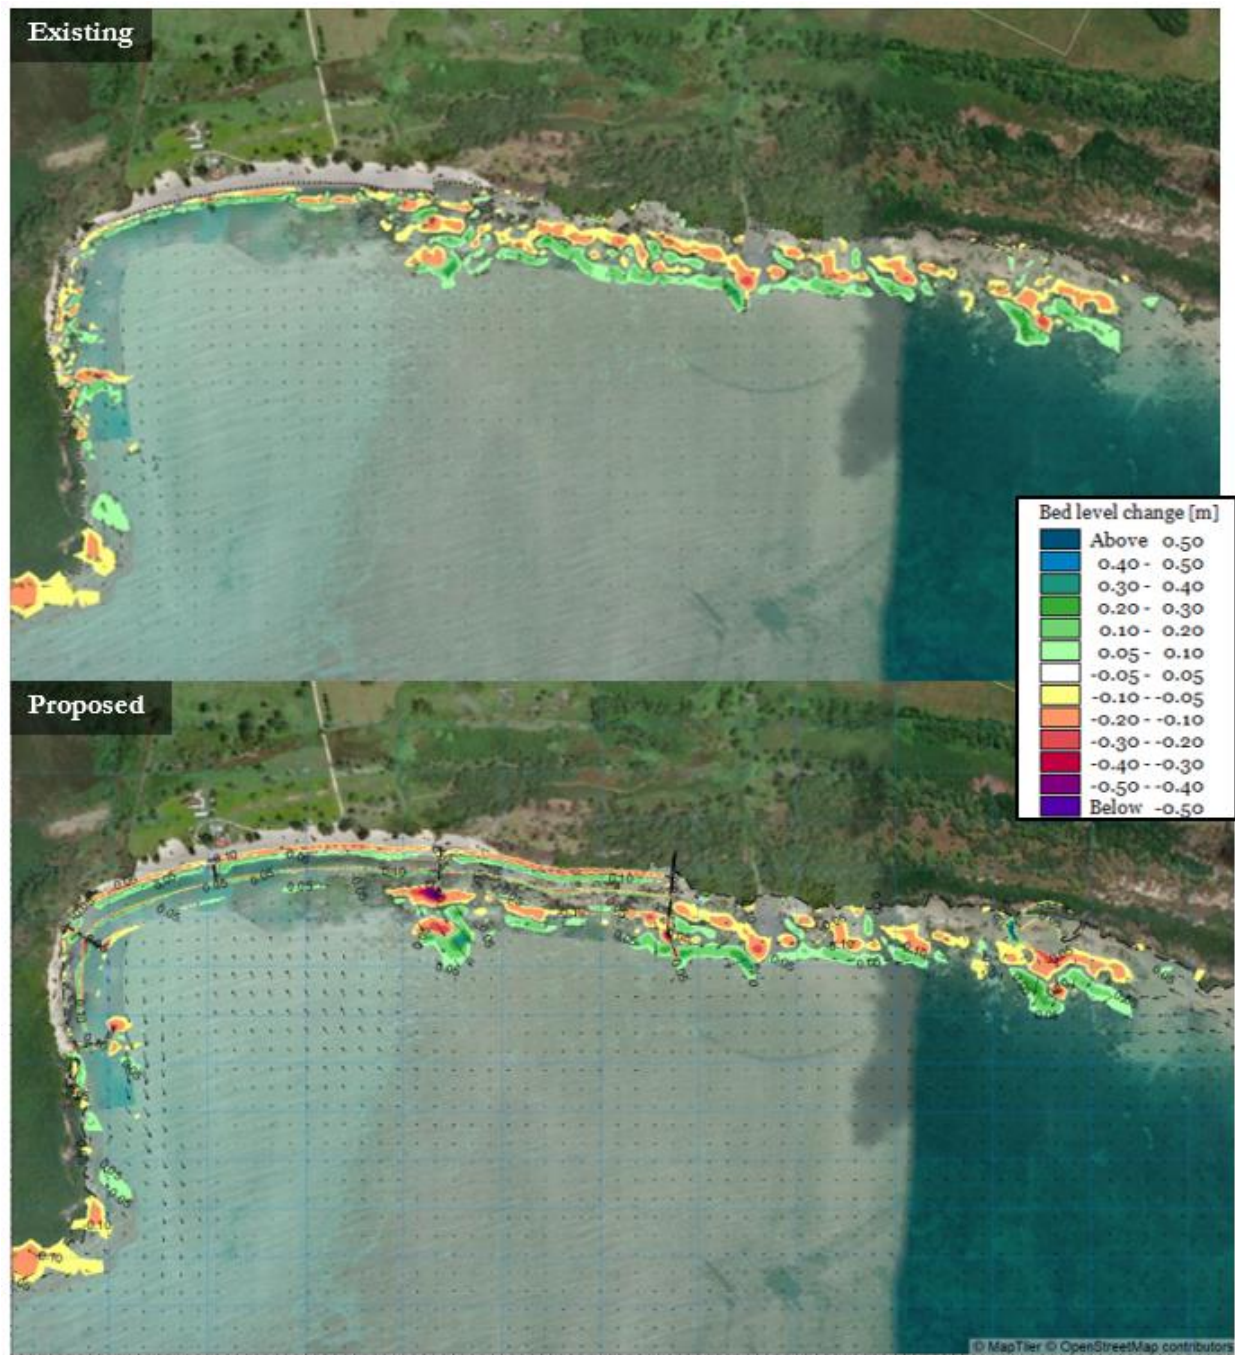 Existing
Bed level change [m]
Above 0.50
0.40 - 0.50
0.30 - 0.40
0.20 - 0.30
0.10 - 0.20
0.05 - 0.10
-0.05 - 0.05
-0.10 - -0.05
-0.20 - -0.10
-0.30 - -0.20
-0.40 - -0.30
-0.50 - -0.40
Below -0.50
Proposed
© MapTiler © OpenStreetMap contributors